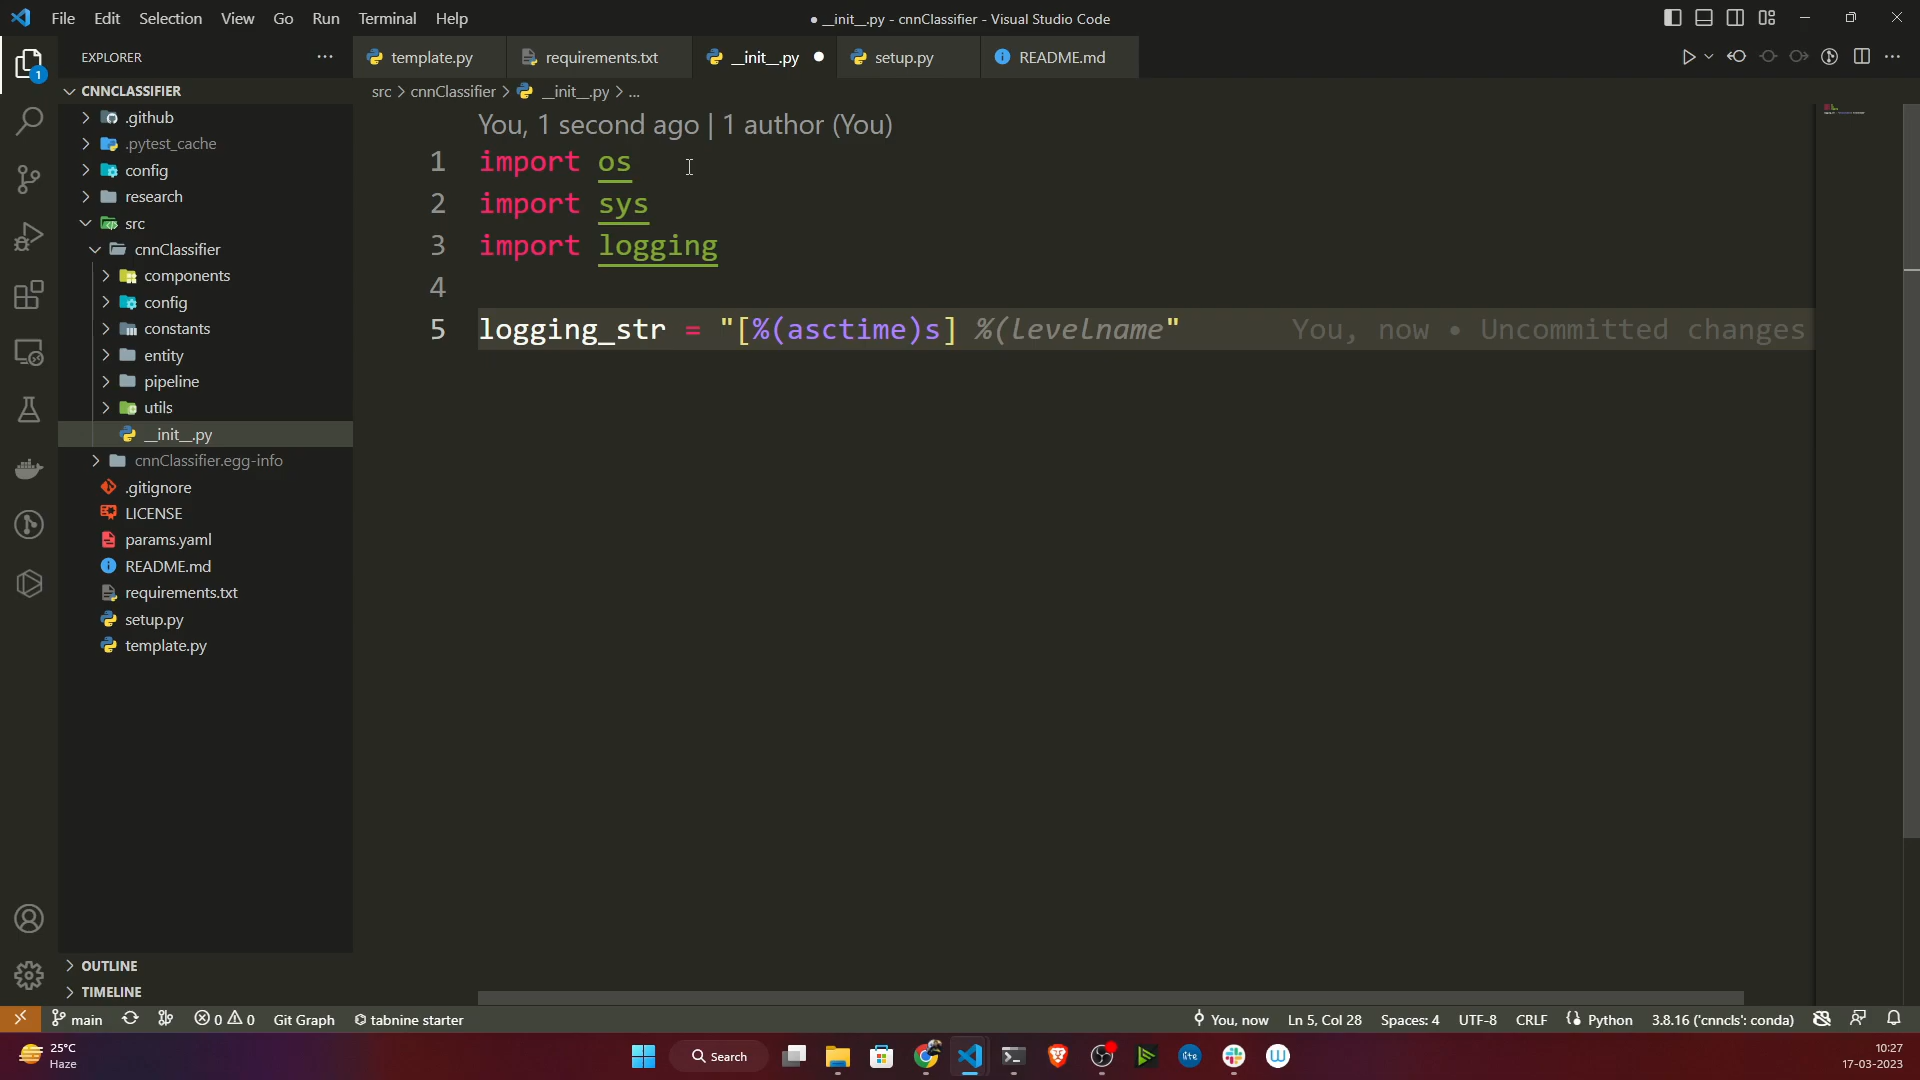 File Edit Selection View Go Run Terminal Help
● __init__.py - cnnClassifier - Visual Studio Code
EXPLORER
1
CNNCLASSIFIER
.github
.pytest_cache
config
research
src
cnnClassifier
components
config
constants
entity
pipeline
utils
__init__.py
cnnClassifier.egg-info
.gitignore
LICENSE
params.yaml
README.md
requirements.txt
setup.py
template.py
OUTLINE
TIMELINE
template.py requirements.txt __init__.py setup.py README.md
src > cnnClassifier > __init__.py > ...
You, 1 second ago | 1 author (You)
1 import os
2 import sys
3 import logging
4
5 logging_str = "[%(asctime)s] %(levelname" You, now • Uncommitted changes
main 0 0 Git Graph tabnine starter You, now Ln 5, Col 28 Spaces: 4 UTF-8 CRLF Python 3.8.16 ('cnncls': conda)
25°C
Haze
Search
lite
10:27
17-03-2023